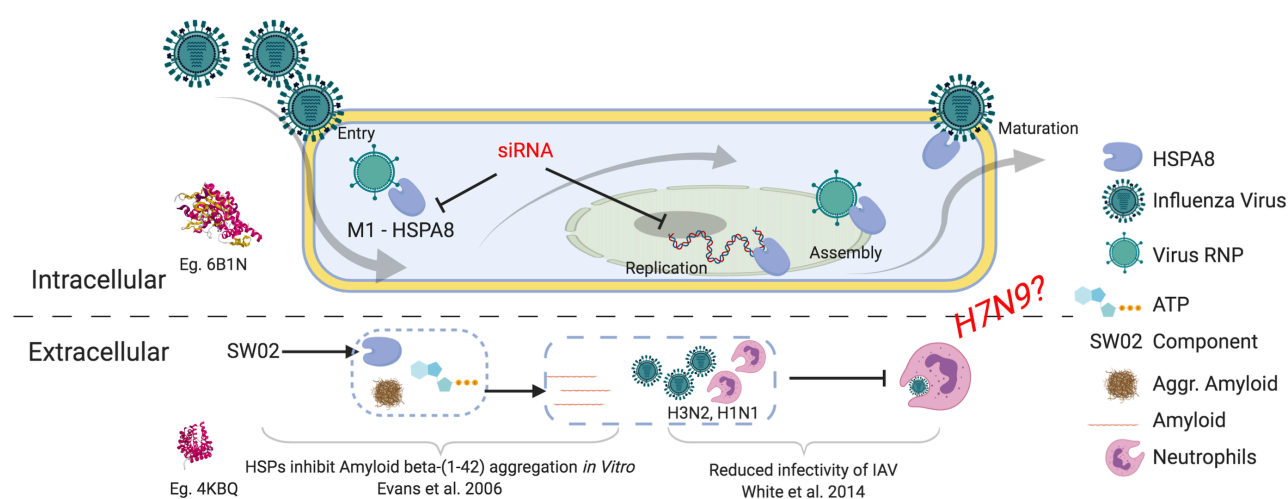 Entry
siRNA
Maturation
M1 - HSPA8
Replication
Assembly
Eg. 6B1N
Intracellular
Extracellular
SW02
H3N2, H1N1
H7N9?
HSPs inhibit Amyloid beta-(1-42) aggregation in Vitro
Evans et al. 2006
Reduced infectivity of IAV
White et al. 2014
Eg. 4KBQ
HSPA8
Influenza Virus
Virus RNP
ATP
SW02 Component
Aggr. Amyloid
Amyloid
Neutrophils